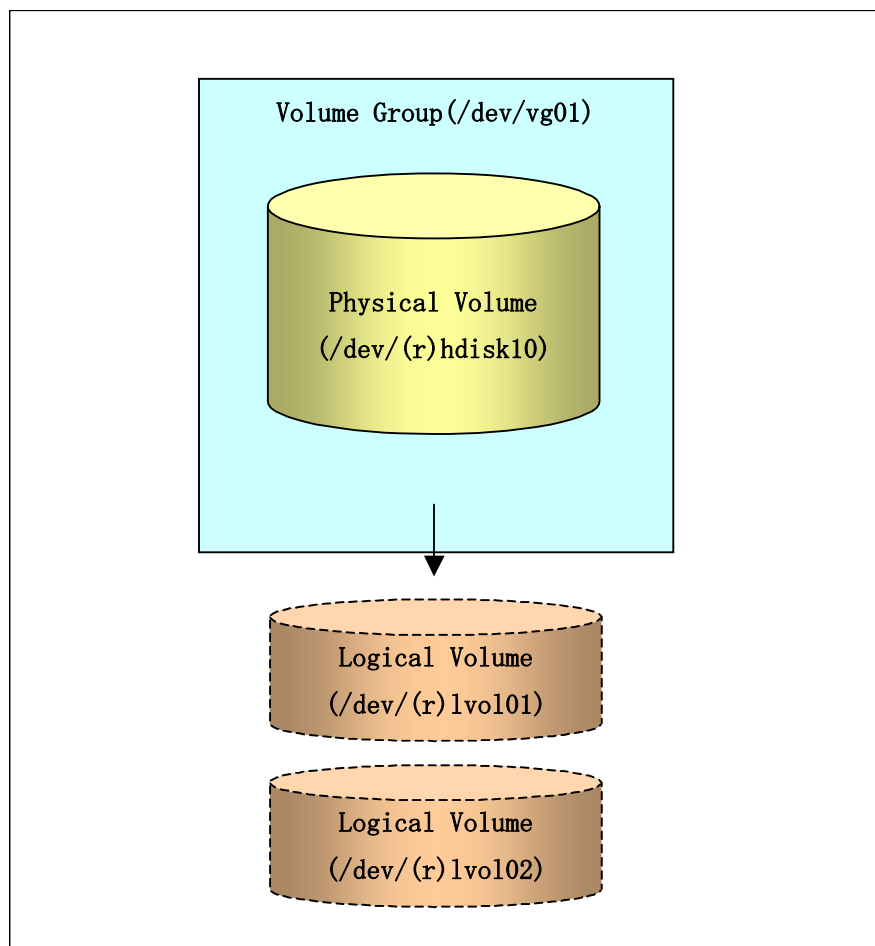 Volume Group(/dev/vg01)
Physical Volume
(/dev/(r)hdisk10)
Logical Volume
(/dev/(r)lvol01)
Logical Volume
(/dev/(r)lvol02)